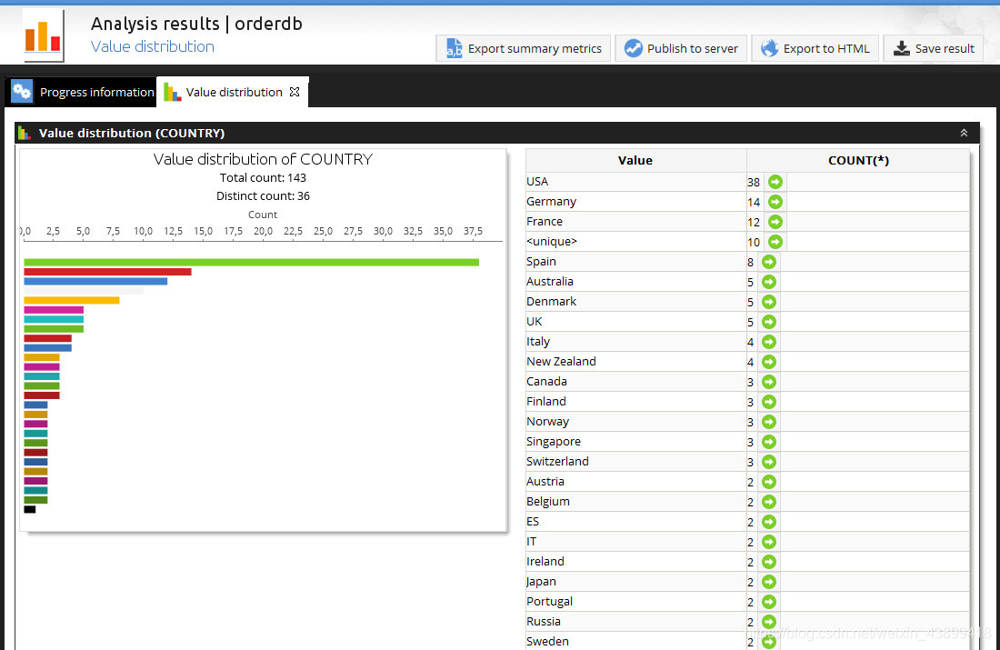 Analysis results | orderdb
Value distribution
Export summary metrics
Publish to server
Export to HTML
Save result
Progress information
Value distribution
Value distribution (COUNTRY)
Value distribution of COUNTRY
Total count: 143
Distinct count: 36
Count
0,0 2,5 5,0 7,5 10,0 12,5 15,0 17,5 20,0 22,5 25,0 27,5 30,0 32,5 35,0 37,5
Value COUNT(*)
USA 38
Germany 14
France 12
<unique> 10
Spain 8
Australia 5
Denmark 5
UK 5
Italy 4
New Zealand 4
Canada 3
Finland 3
Norway 3
Singapore 3
Switzerland 3
Austria 2
Belgium 2
ES 2
IT 2
Ireland 2
Japan 2
Portugal 2
Russia 2
Sweden 2
https://blog.csdn.net/weixin_43899418